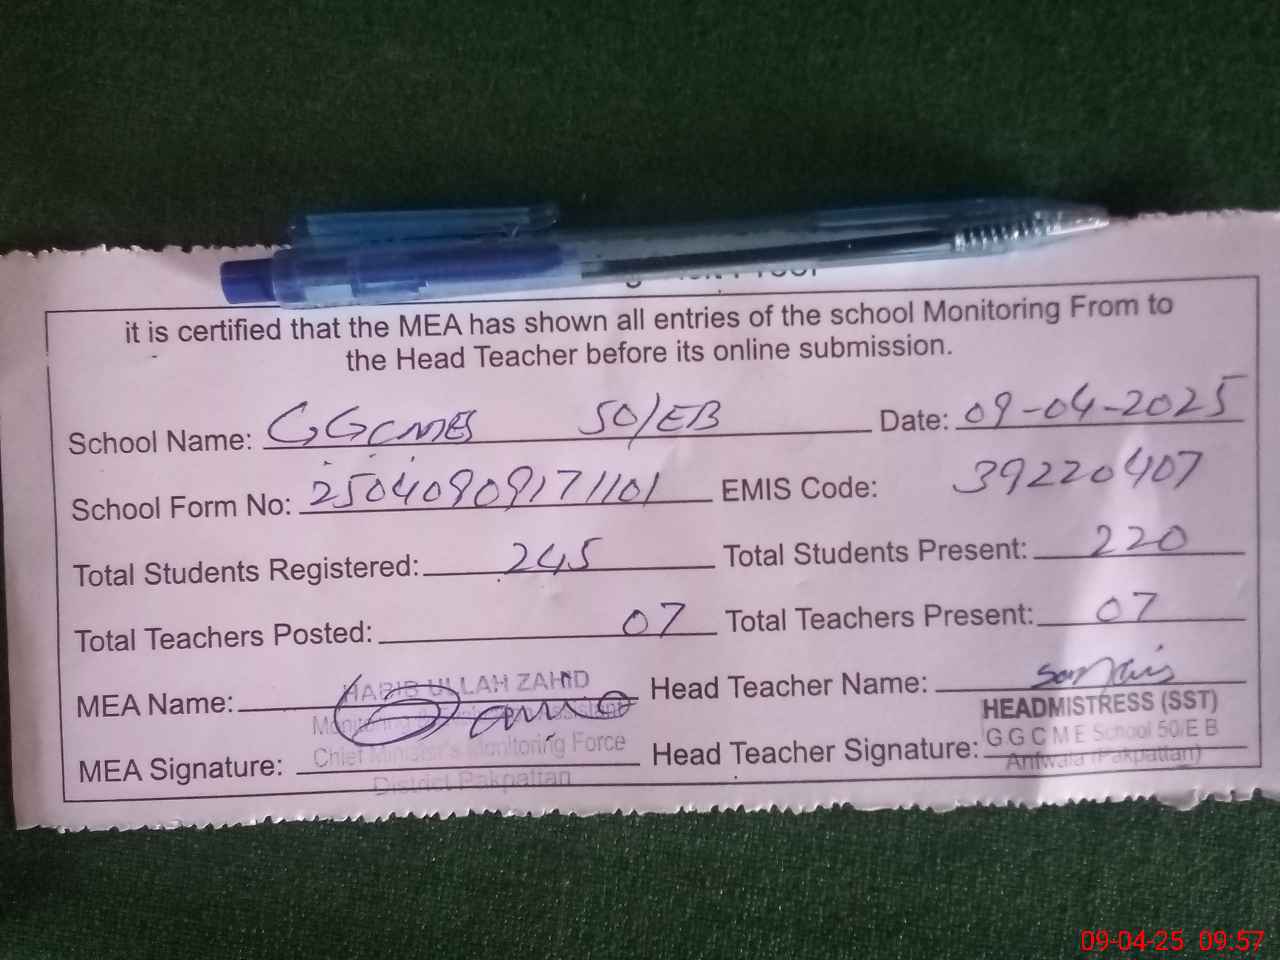 it is certified that the MEA has shown all entries of the school Monitoring From to
the Head Teacher before its online submission.
School Name: GGCMES 50/EB Date: 09-04-2025
School Form No: 25040909171101 EMIS Code: 39220407
Total Students Registered: 245 Total Students Present: 220
Total Teachers Posted: 07 Total Teachers Present: 07
MEA Name: HABIB ULLAH ZAHID Head Teacher Name:
Monitoring Assistant HEADMISTRESS (SST)
Chief Minister's Monitoring Force G G C M E School 50/E B
MEA Signature: Head Teacher Signature:
District Pakpattan Arifwala (Pakpattan)
09-04-25 09:57